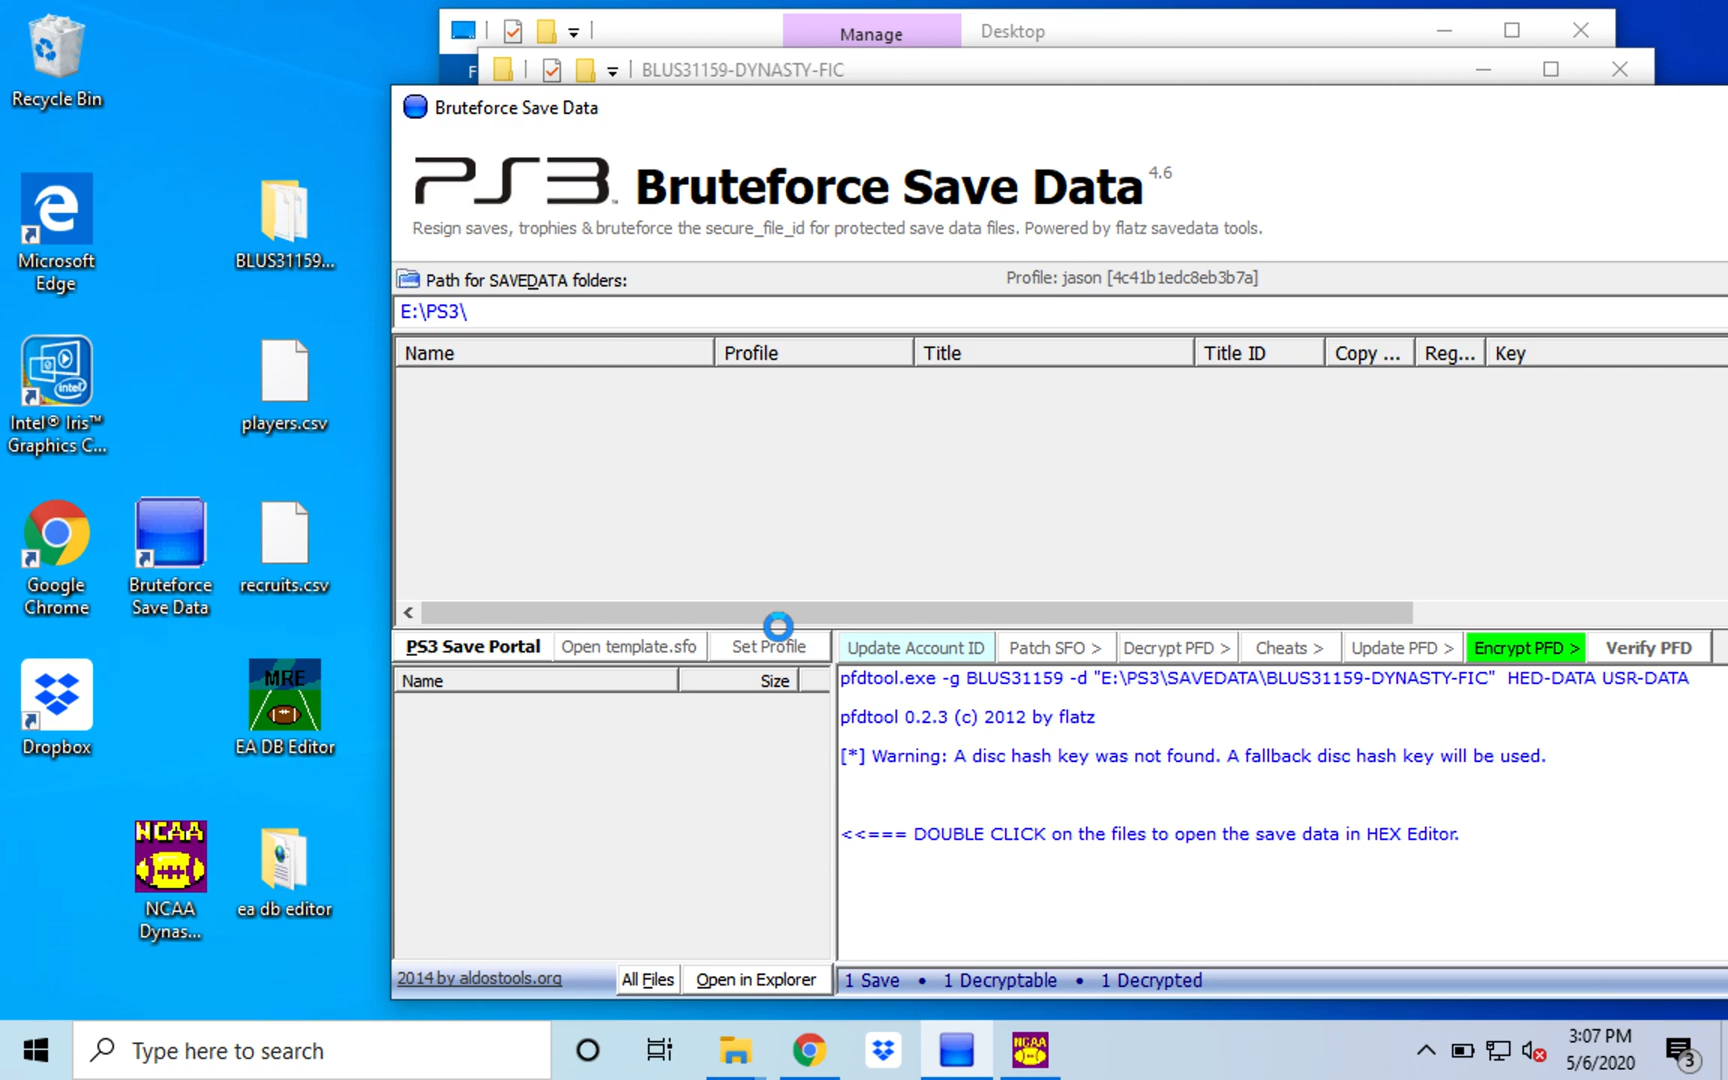 Recycle Bin
Microsoft
Edge
Intel® Iris™
Graphics C...
Google
Chrome
Dropbox
Bruteforce
Save Data
NCAA
NCAA
Dynas...
BLUS31159...
players.csv
recruits.csv
MRE
EA DB Editor
ea db editor
Manage
Desktop
F
BLUS31159-DYNASTY-FIC
Bruteforce Save Data
PS3™ Bruteforce Save Data 4.6
Resign saves, trophies & bruteforce the secure_file_id for protected save data files. Powered by flatz savedata tools.
Path for SAVEDATA folders:
Profile: jason [4c41b1edc8eb3b7a]
E:\PS3\
Name Profile Title Title ID Copy ... Reg... Key
PS3 Save Portal Open template.sfo Set Profile
Update Account ID Patch SFO > Decrypt PFD > Cheats > Update PFD > Encrypt PFD > Verify PFD
Name Size
pfdtool.exe -g BLUS31159 -d "E:\PS3\SAVEDATA\BLUS31159-DYNASTY-FIC" HED-DATA USR-DATA
pfdtool 0.2.3 (c) 2012 by flatz
[*] Warning: A disc hash key was not found. A fallback disc hash key will be used.
<<=== DOUBLE CLICK on the files to open the save data in HEX Editor.
2014 by aldostools.org
All Files Open in Explorer
1 Save • 1 Decryptable • 1 Decrypted
Type here to search
NCAA
3:07 PM
5/6/2020
3